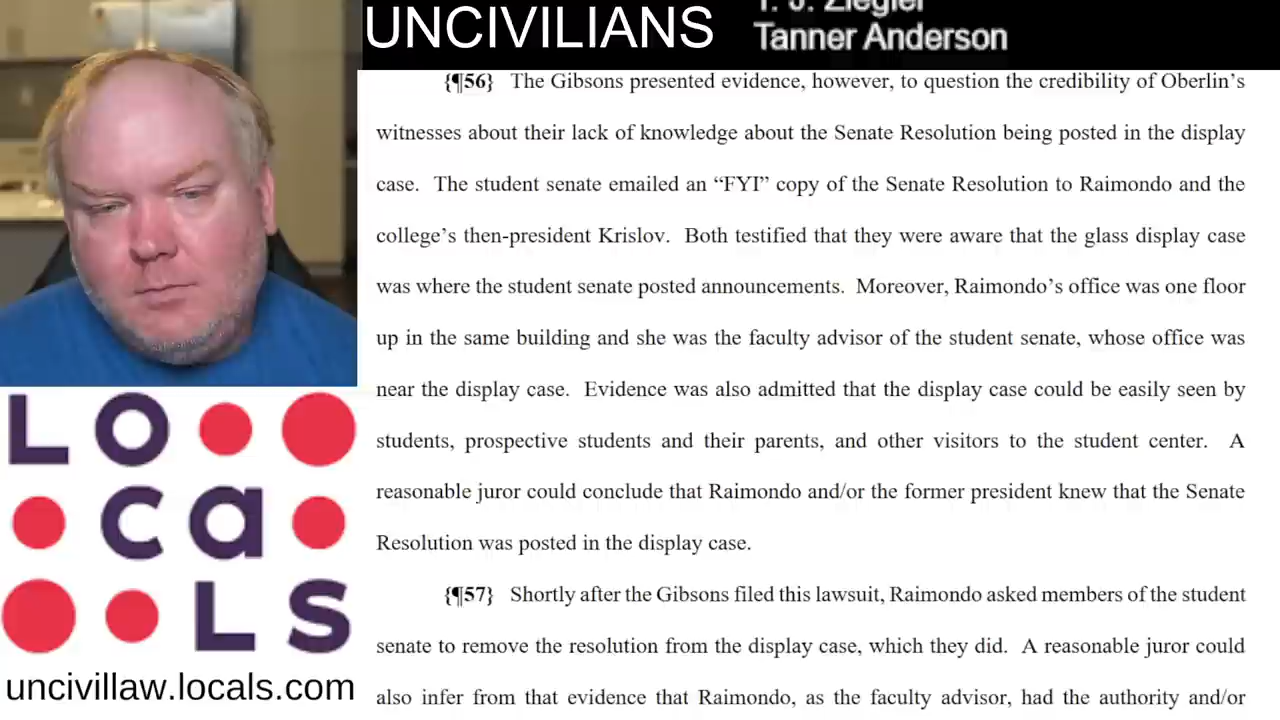 UNCIVILIANS
T. J. Ziegler
Tanner Anderson
{¶56} The Gibsons presented evidence, however, to question the credibility of Oberlin’s
witnesses about their lack of knowledge about the Senate Resolution being posted in the display
case. The student senate emailed an “FYI” copy of the Senate Resolution to Raimondo and the
college’s then-president Krislov. Both testified that they were aware that the glass display case
was where the student senate posted announcements. Moreover, Raimondo’s office was one floor
up in the same building and she was the faculty advisor of the student senate, whose office was
near the display case. Evidence was also admitted that the display case could be easily seen by
students, prospective students and their parents, and other visitors to the student center. A
reasonable juror could conclude that Raimondo and/or the former president knew that the Senate
Resolution was posted in the display case.
{¶57} Shortly after the Gibsons filed this lawsuit, Raimondo asked members of the student
senate to remove the resolution from the display case, which they did. A reasonable juror could
also infer from that evidence that Raimondo, as the faculty advisor, had the authority and/or
LO
ca
LS
uncivillaw.locals.com